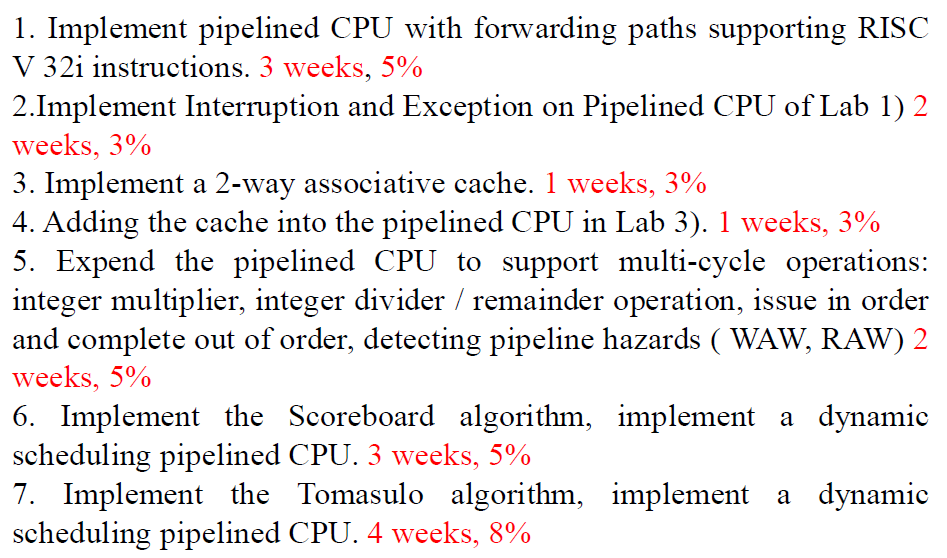 1. Implement pipelined CPU with forwarding paths supporting RISC
V 32i instructions. 3 weeks, 5%
2.Implement Interruption and Exception on Pipelined CPU of Lab 1) 2
weeks, 3%
3. Implement a 2-way associative cache. 1 weeks, 3%
4. Adding the cache into the pipelined CPU in Lab 3). 1 weeks, 3%
5. Expend the pipelined CPU to support multi-cycle operations:
integer multiplier, integer divider / remainder operation, issue in order
and complete out of order, detecting pipeline hazards ( WAW, RAW) 2
weeks, 5%
6. Implement the Scoreboard algorithm, implement a dynamic
scheduling pipelined CPU. 3 weeks, 5%
7. Implement the Tomasulo algorithm, implement a dynamic
scheduling pipelined CPU. 4 weeks, 8%